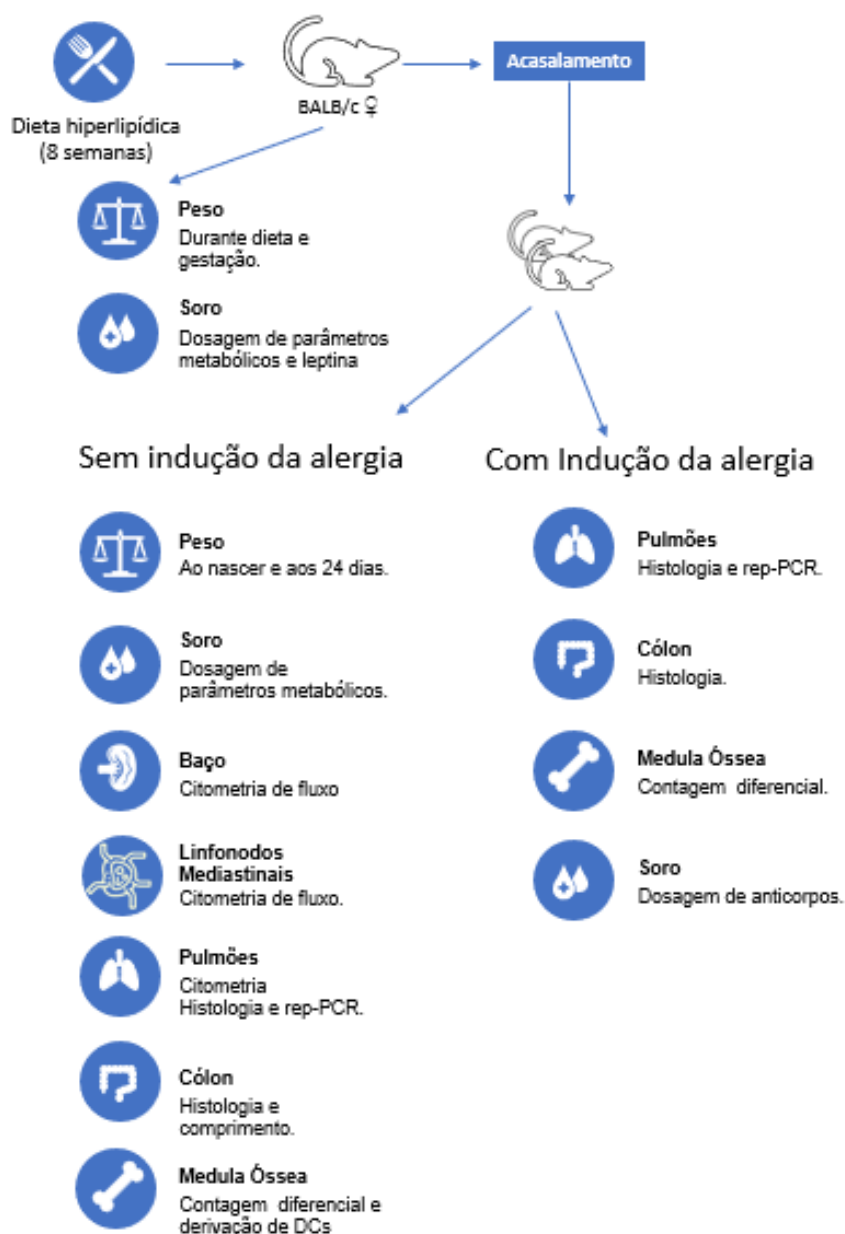 Acasalamento
BALB/c ♀
Dieta hiperlipídica
(8 semanas)
Peso
Durante dieta e
gestação.
Soro
Dosagem de parâmetros
metabólicos e leptina
Sem indução da alergia
Peso
Ao nascer e aos 24 dias.
Soro
Dosagem de
parâmetros metabólicos.
Baço
Citometria de fluxo
Linfonodos
Mediastinais
Citometria de fluxo.
Pulmões
Citometria
Histologia e rep-PCR.
Cólon
Histologia e
comprimento.
Medula Óssea
Contagem diferencial e
derivação de DCs
Com Indução da alergia
Pulmões
Histologia e rep-PCR.
Cólon
Histologia.
Medula Óssea
Contagem diferencial.
Soro
Dosagem de anticorpos.